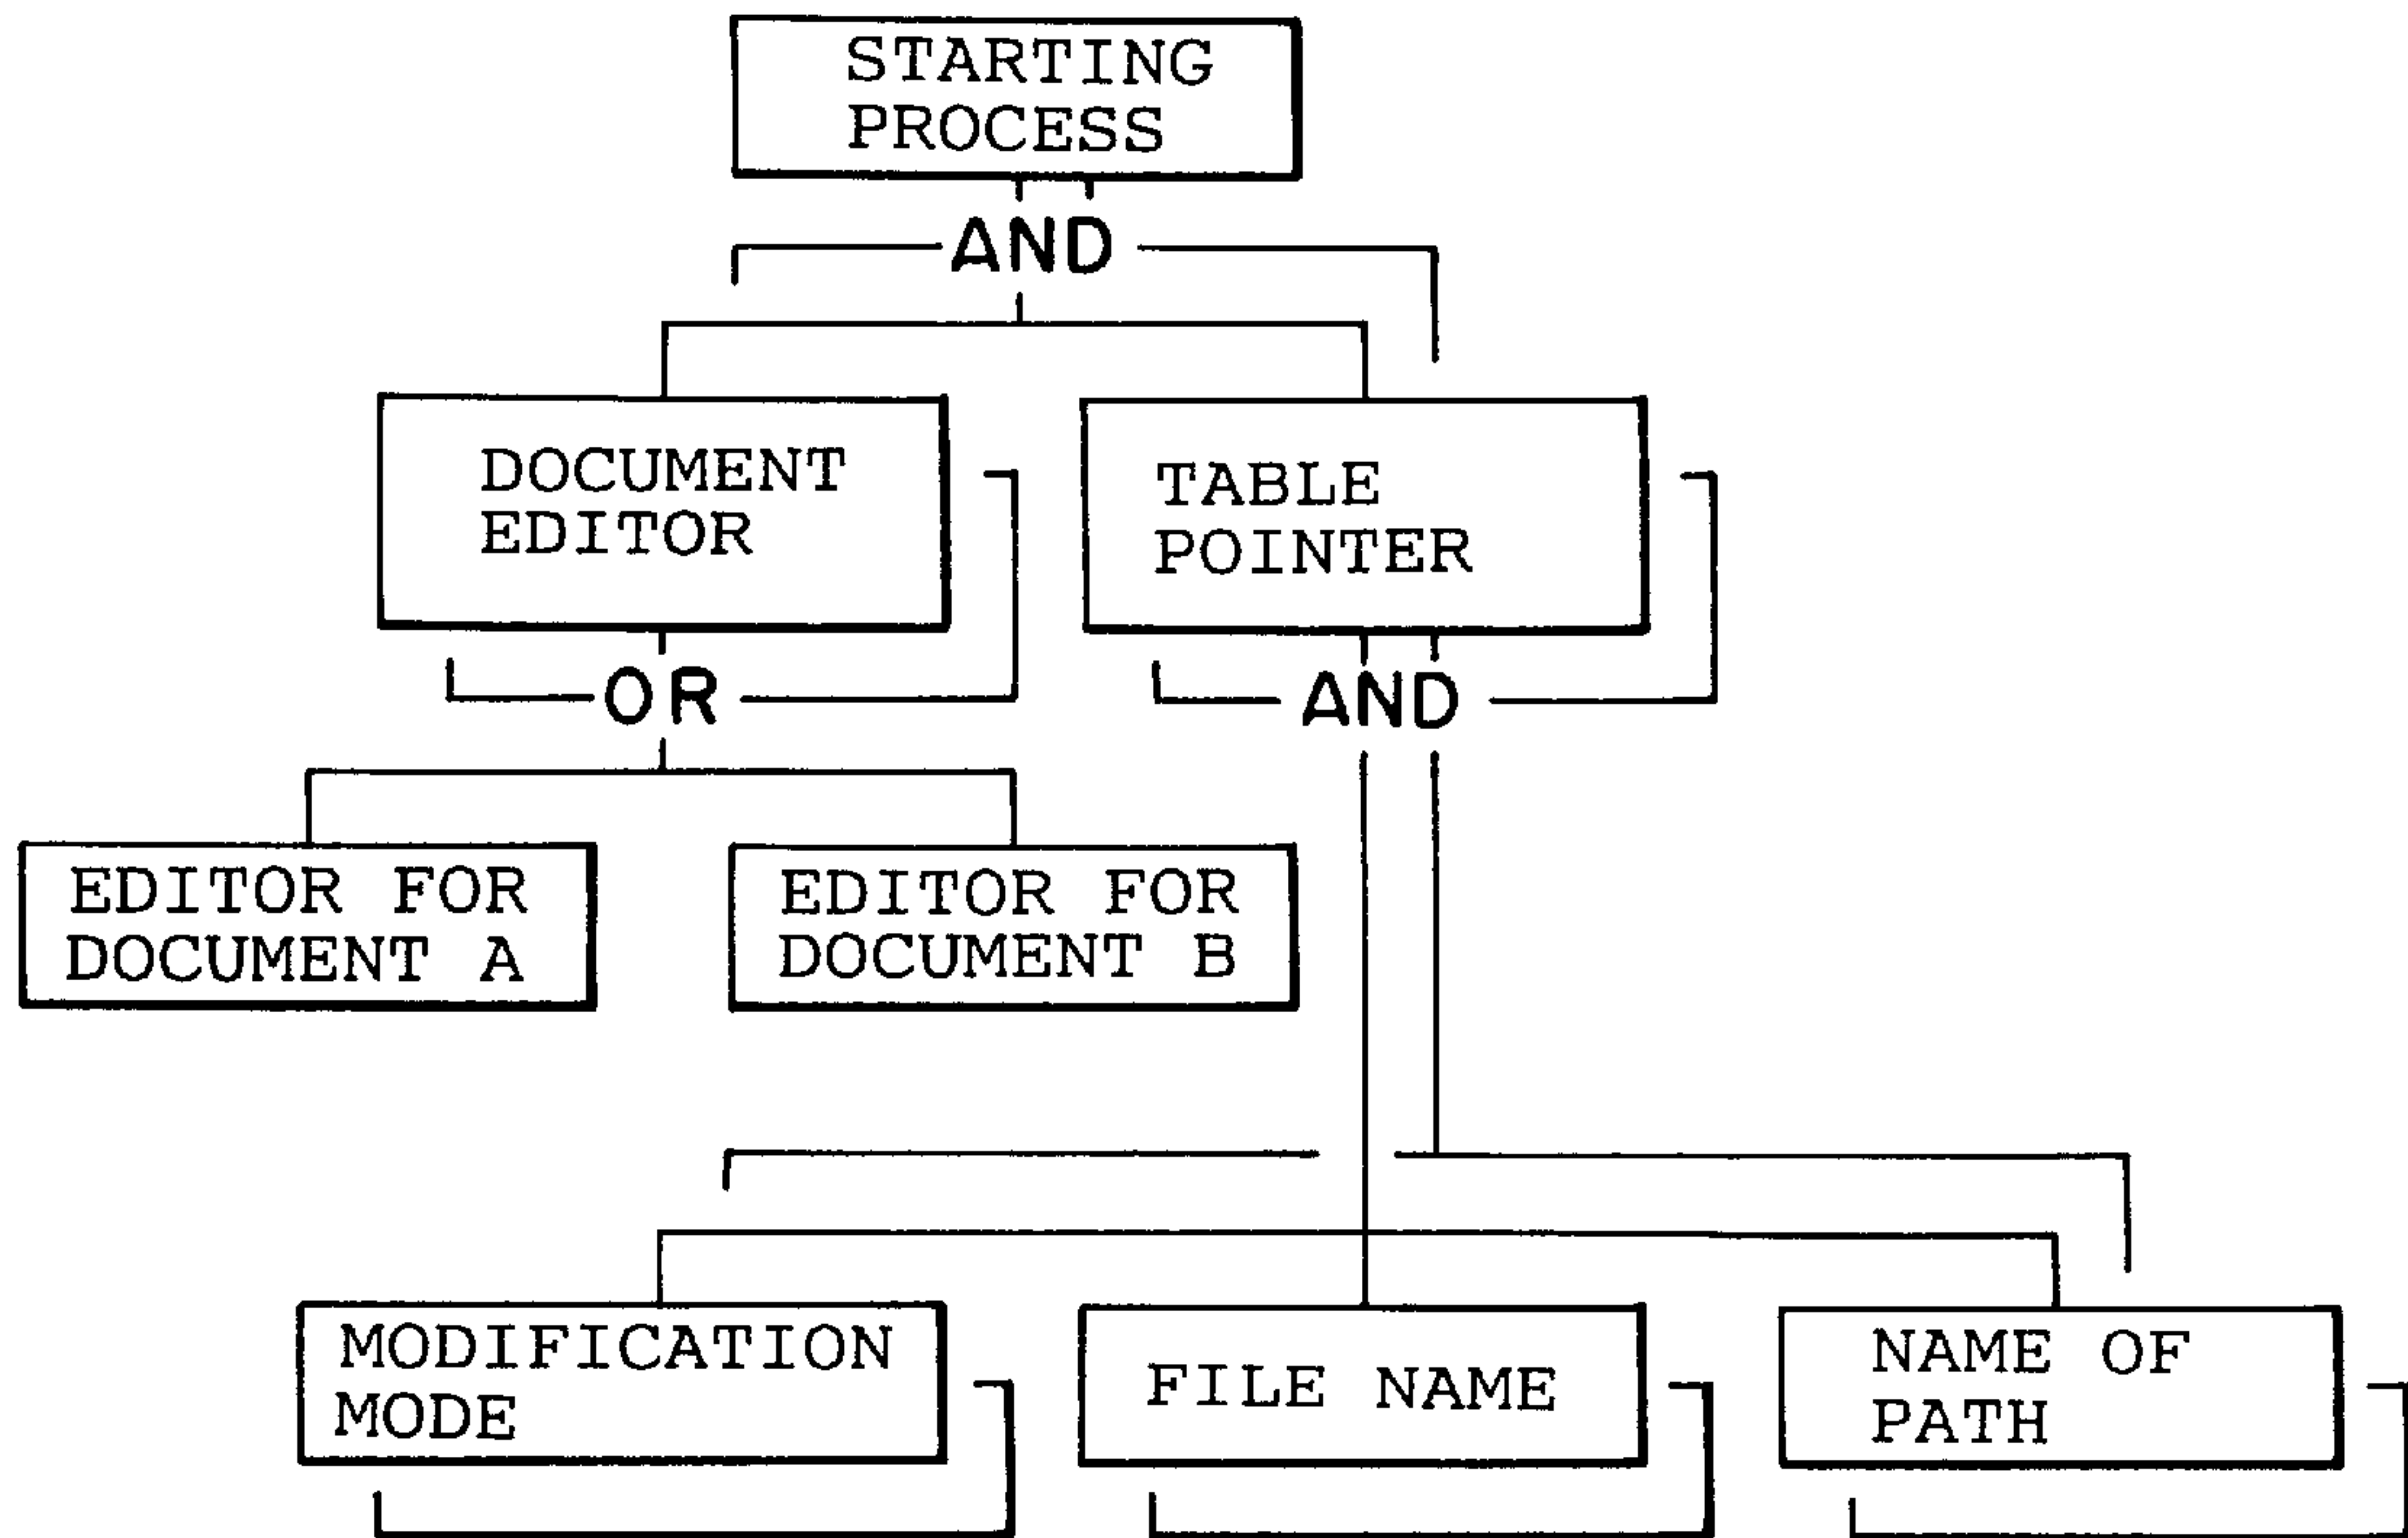 STARTING
PROCESS
AND
DOCUMENT
EDITOR
TABLE
POINTER
OR
AND
EDITOR FOR
DOCUMENT A
EDITOR FOR
DOCUMENT B
MODIFICATION
MODE
FILE NAME
NAME OF
PATH